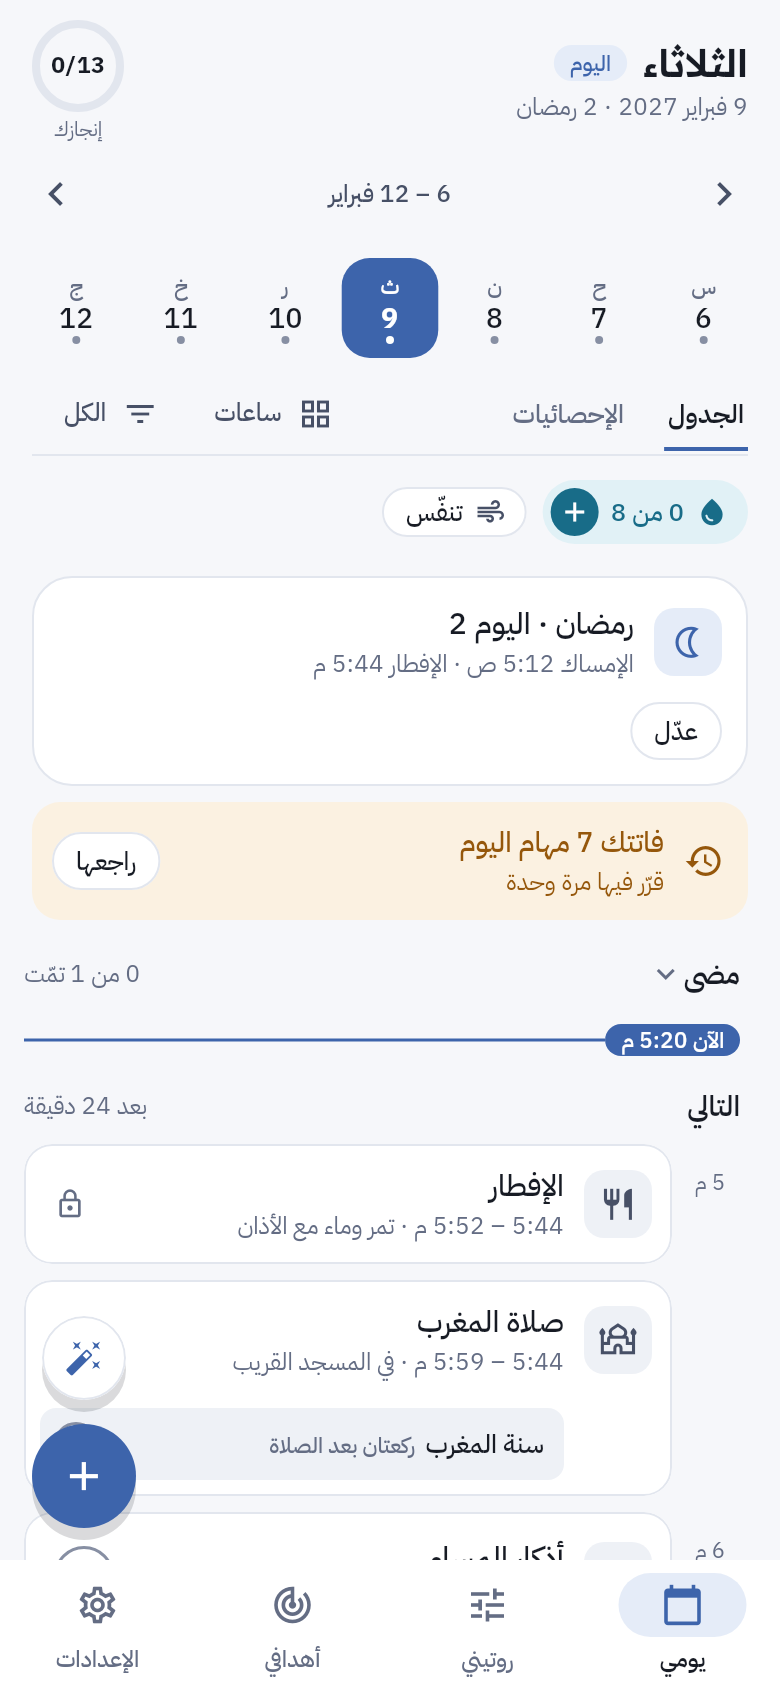 الثلاثاء اليوم
9 فبراير 2027 · 2 رمضان
0/13
إنجازك
6 – 12 فبراير
س ح ن ث ر خ ج
6 7 8 9 10 11 12
الجدول الإحصائيات ساعات الكل
0 من 8 تنفّس
رمضان · اليوم 2
الإمساك 5:12 ص · الإفطار 5:44 م
عدّل
فاتتك 7 مهام اليوم
قرّر فيها مرة وحدة
راجعها
مضى 0 من 1 تمّت
الآن 5:20 م
التالي بعد 24 دقيقة
5 م
الإفطار
5:44 – 5:52 م · تمر وماء مع الأذان
صلاة المغرب
5:44 – 5:59 م · في المسجد القريب
سنة المغرب ركعتان بعد الصلاة
6 م
أذكار المساء
يومي روتيني أهدافي الإعدادات